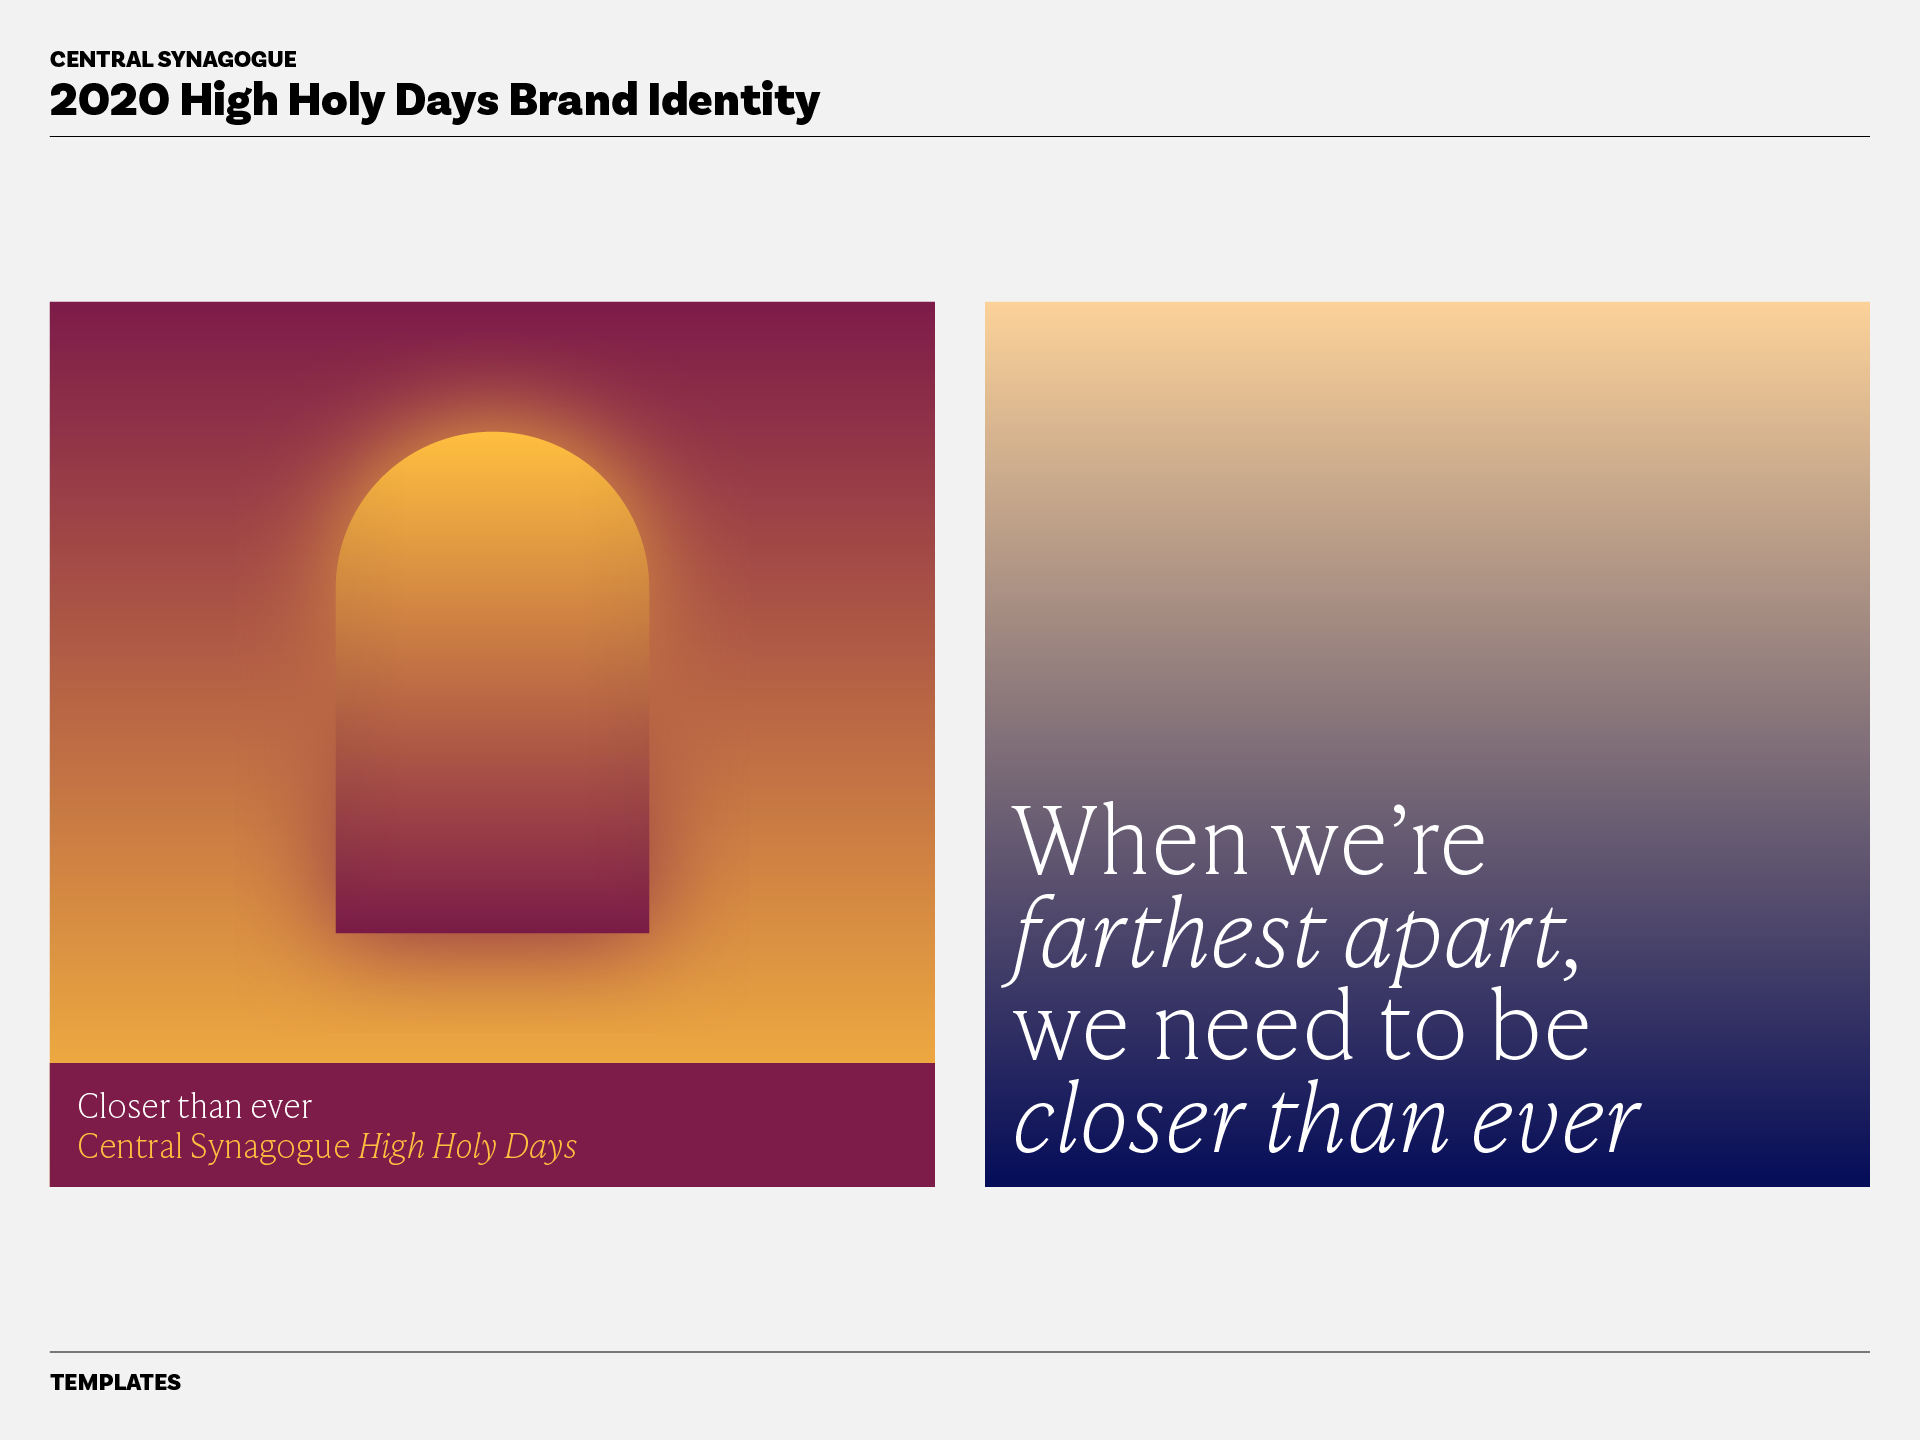 CENTRAL SYNAGOGUE
2020 High Holy Days Brand Identity
Closer than ever
Central Synagogue High Holy Days
When we’re
farthest apart,
we need to be
closer than ever
TEMPLATES